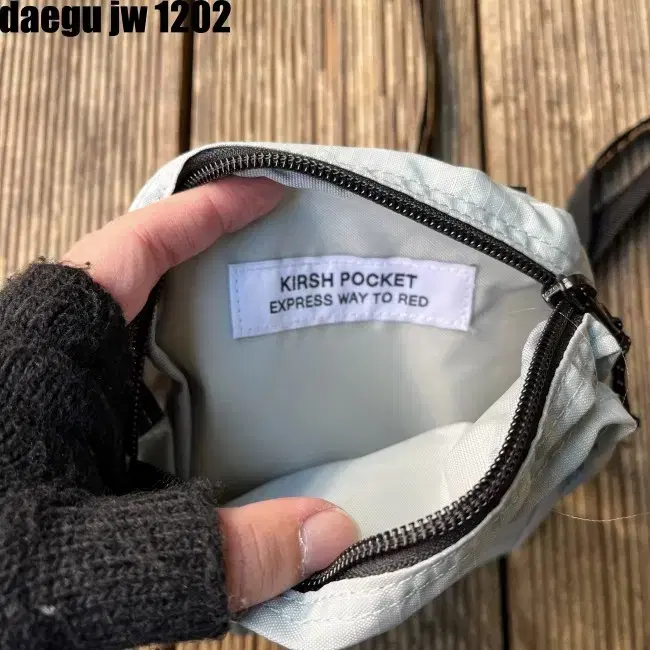 daegu jw 1202
KIRSH POCKET
EXPRESS WAY TO RED